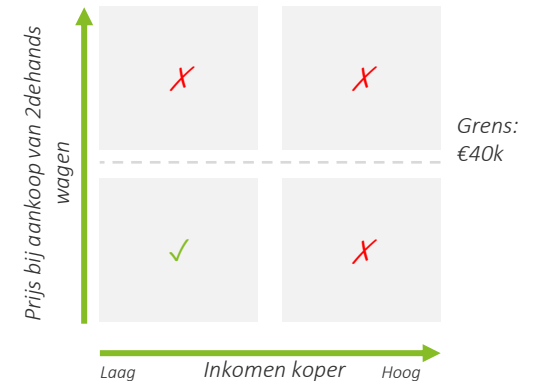 Prijs bij aankoop van 2dehands
wagen
✗
✗
Grens:
€40k
✓
✗
Laag
Inkomen koper
Hoog